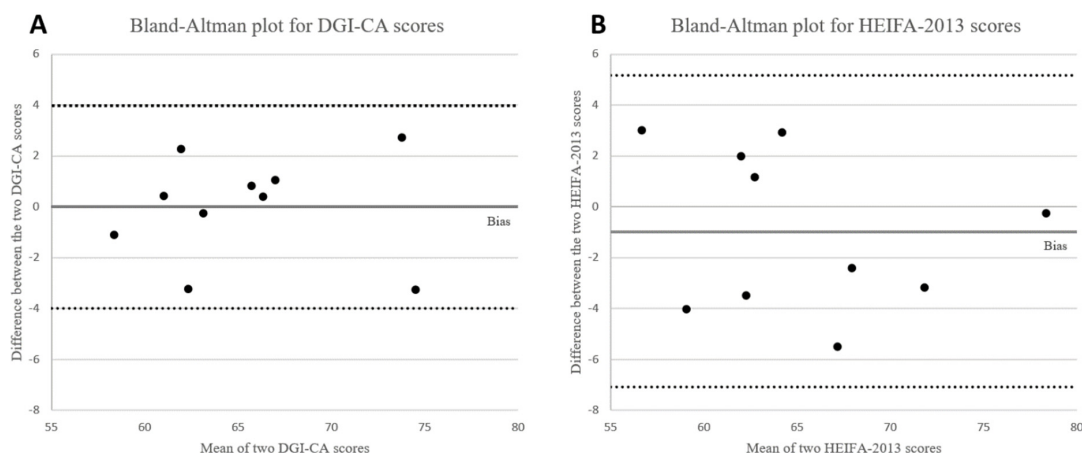 A
Bland-Altman plot for DGI-CA scores
6
4
2
0
-2
-4
-6
-8
55
60
65
70
75
80
Bias
Difference between the two DGI-CA scores
Mean of two DGI-CA scores
B
Bland-Altman plot for HEIFA-2013 scores
6
4
2
0
-2
-4
-6
-8
55
60
65
70
75
80
Bias
Difference between the two HEIFA-2013 scores
Mean of two HEIFA-2013 scores